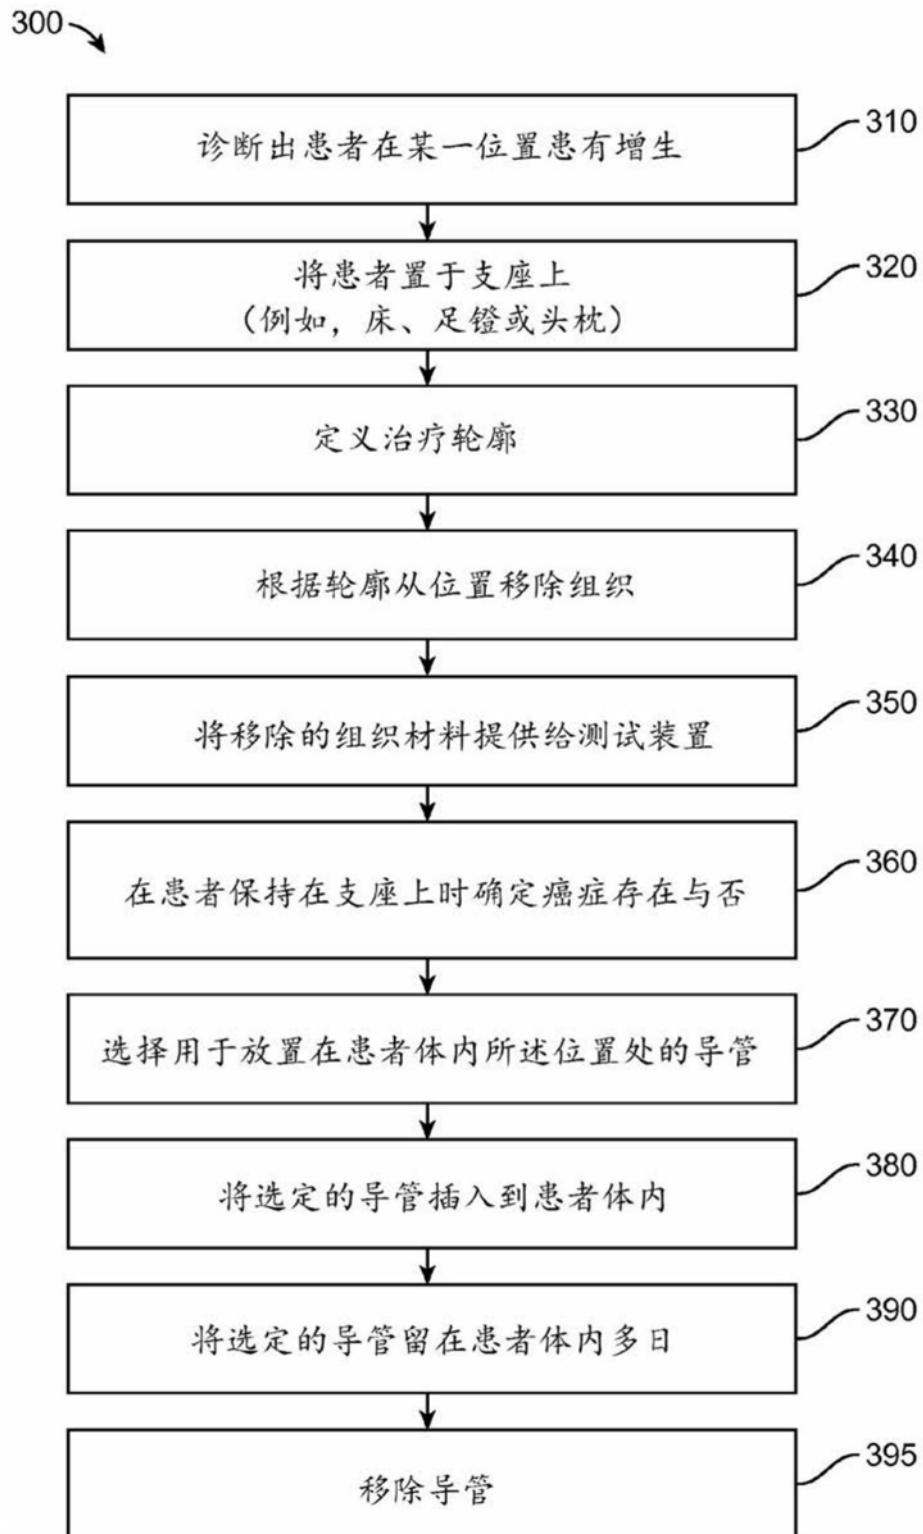 300
诊断出患者在某一位置患有增生
310
将患者置于支座上
(例如，床、足镫或头枕)
320
定义治疗轮廓
330
根据轮廓从位置移除组织
340
将移除的组织材料提供给测试装置
350
在患者保持在支座上时确定癌症存在与否
360
选择用于放置在患者体内所述位置处的导管
370
将选定的导管插入到患者体内
380
将选定的导管留在患者体内多日
390
移除导管
395